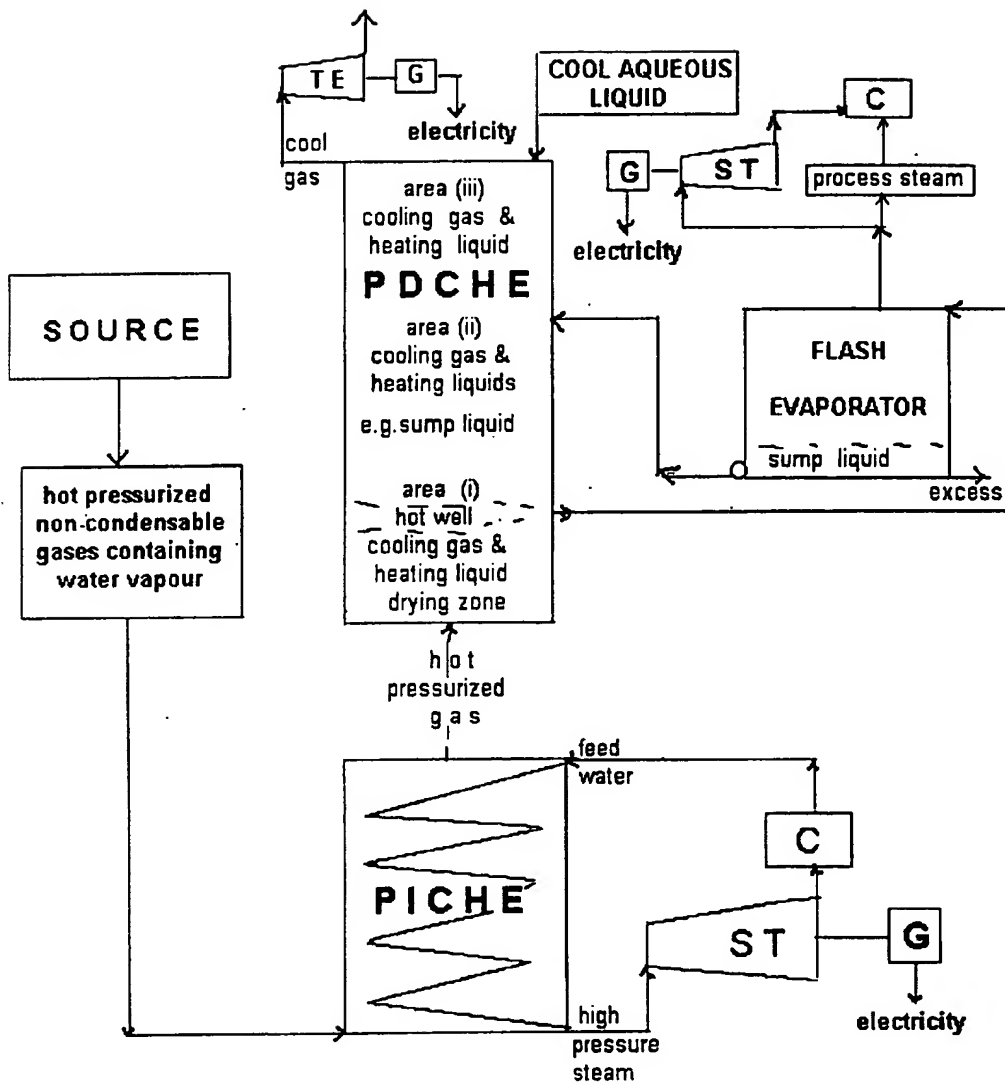 TE
G
electricity
cool
gas
COOL AQUEOUS
LIQUID
C
G
ST
process steam
electricity
area (iii)
cooling gas &
heating liquid
PDCHE
area (ii)
cooling gas &
heating liquids
e.g.sump liquid
area (i)
hot well
cooling gas &
heating liquid
drying zone
SOURCE
hot pressurized
non-condensable
gases containing
water vapour
FLASH
EVAPORATOR
sump liquid
excess
hot
pressurized
gas
feed
water
PICHE
C
ST
G
electricity
high
pressure
steam